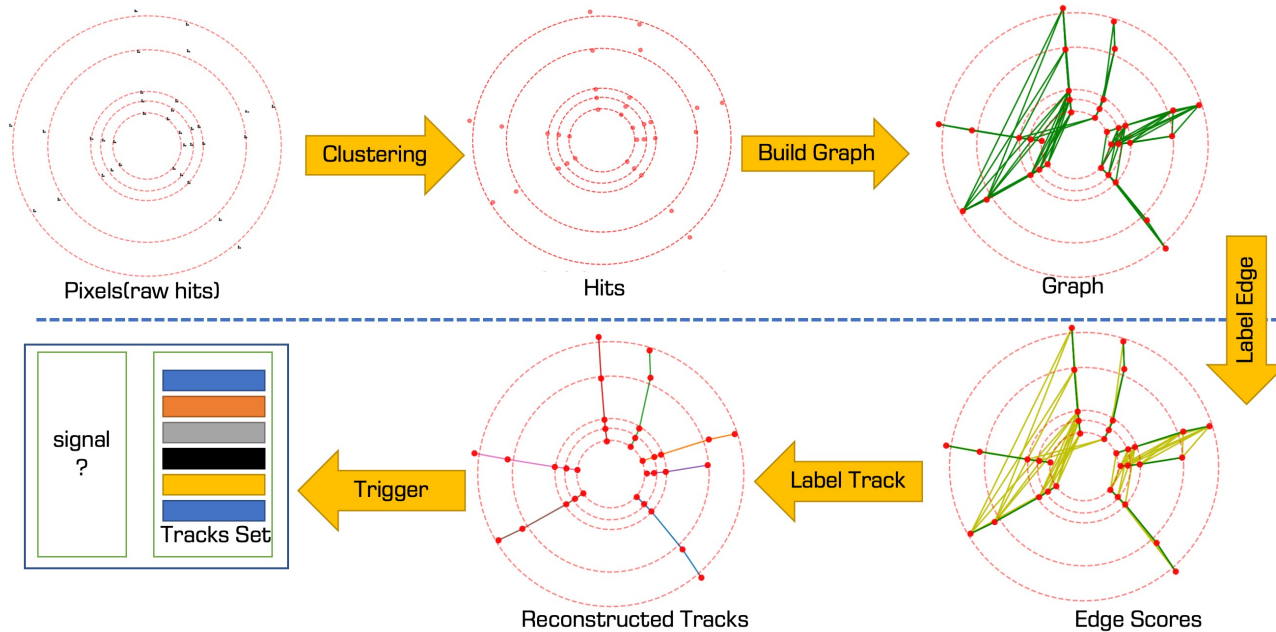 Clustering
Build Graph
Pixels(raw hits)
Hits
Graph
Label Edge
signal
?
Tracks Set
Trigger
Label Track
Reconstructed Tracks
Edge Scores